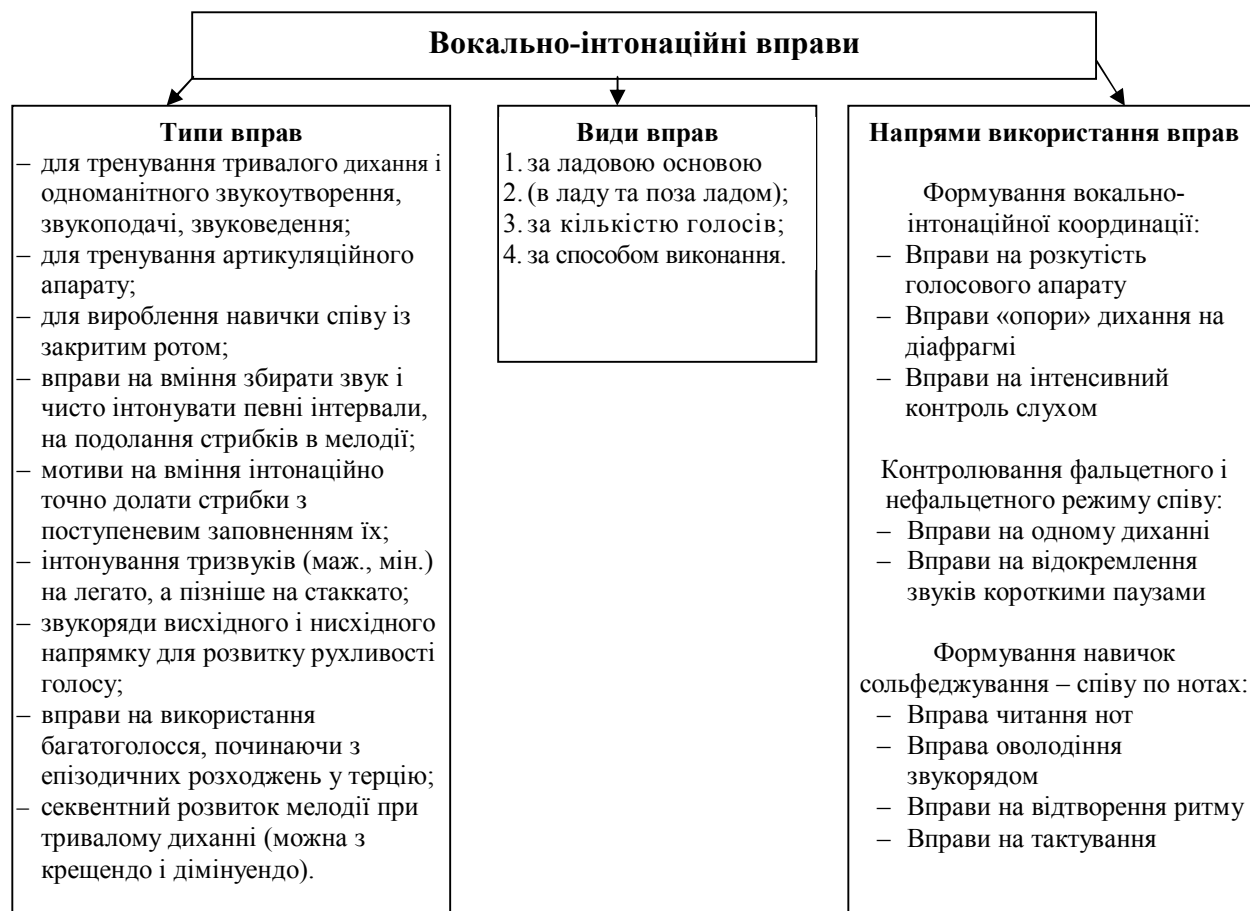 Вокально-інтонаційні вправи
Типи вправ
– для тренування тривалого дихання і
одноманітного звукоутворення,
звукоподачі, звуковедення;
– для тренування артикуляційного
апарату;
– для вироблення навички співу із
закритим ротом;
– вправи на вміння збирати звук і
чисто інтонувати певні інтервали,
на подолання стрибків в мелодії;
– мотиви на вміння інтонаційно
точно долати стрибки з
поступеневим заповненням їх;
– інтонування тризвуків (маж., мін.)
на легато, а пізніше на стаккато;
– звукоряди висхідного і нисхідного
напрямку для розвитку рухливості
голосу;
– вправи на використання
багатоголосся, починаючи з
епізодичних розходжень у терцію;
– секвентний розвиток мелодії при
тривалому диханні (можна з
крещендо і дімінуендо).
Види вправ
1. за ладовою основою
2. (в ладу та поза ладом);
3. за кількістю голосів;
4. за способом виконання.
Напрями використання вправ
Формування вокально-
інтонаційної координації:
– Вправи на розкутість
голосового апарату
– Вправи «опори» дихання на
діафрагмі
– Вправи на інтенсивний
контроль слухом
Контролювання фальцетного і
нефальцетного режиму співу:
– Вправи на одному диханні
– Вправи на відокремлення
звуків короткими паузами
Формування навичок
сольфеджування – співу по нотах:
– Вправа читання нот
– Вправа оволодіння
звукорядом
– Вправи на відтворення ритму
– Вправи на тактування